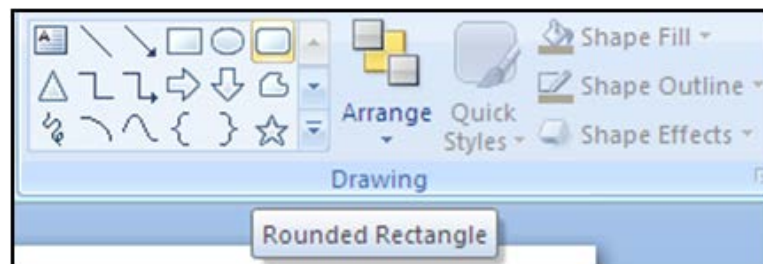 A
Shape Fill
Shape Outline
Shape Effects
Arrange
Quick
Styles
Drawing
Rounded Rectangle